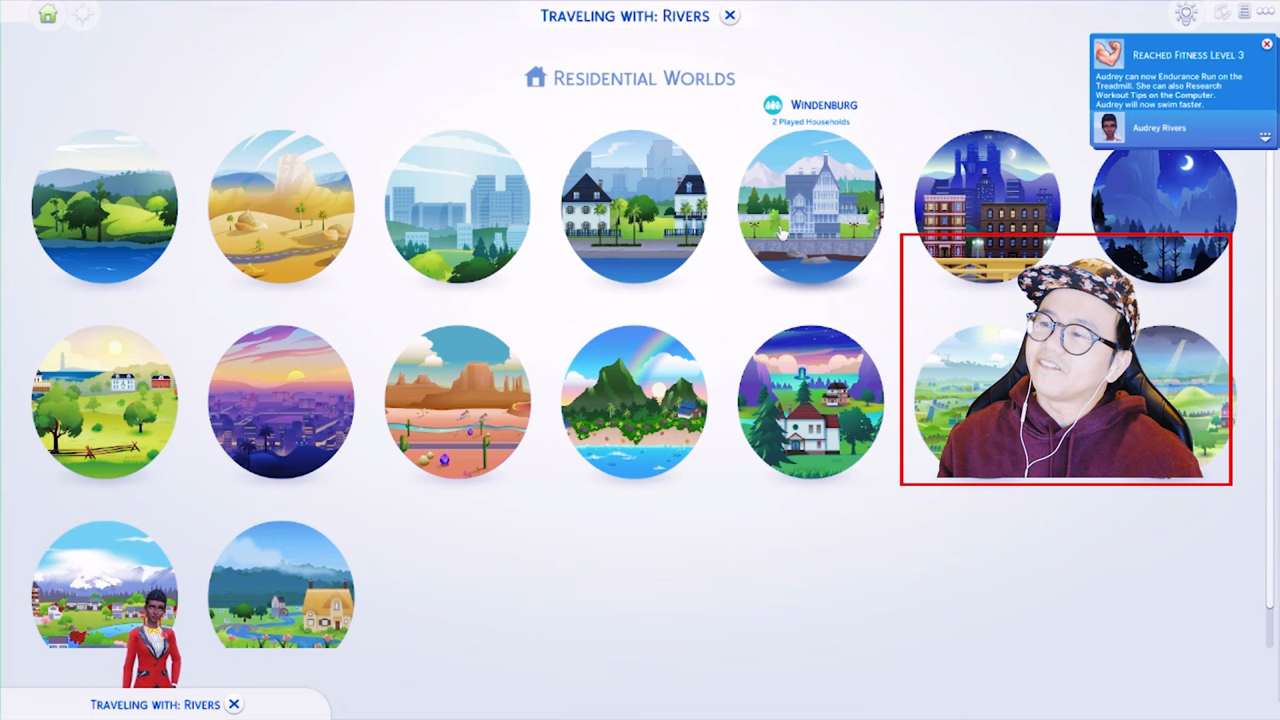 TRAVELING WITH: RIVERS
RESIDENTIAL WORLDS
WINDENBURG
2 Played Households
REACHED FITNESS LEVEL 3
Audrey can now Endurance Run on the
Treadmill. She can also Research
Workout Tips on the Computer.
Audrey will now swim faster.
Audrey Rivers
TRAVELING WITH: RIVERS